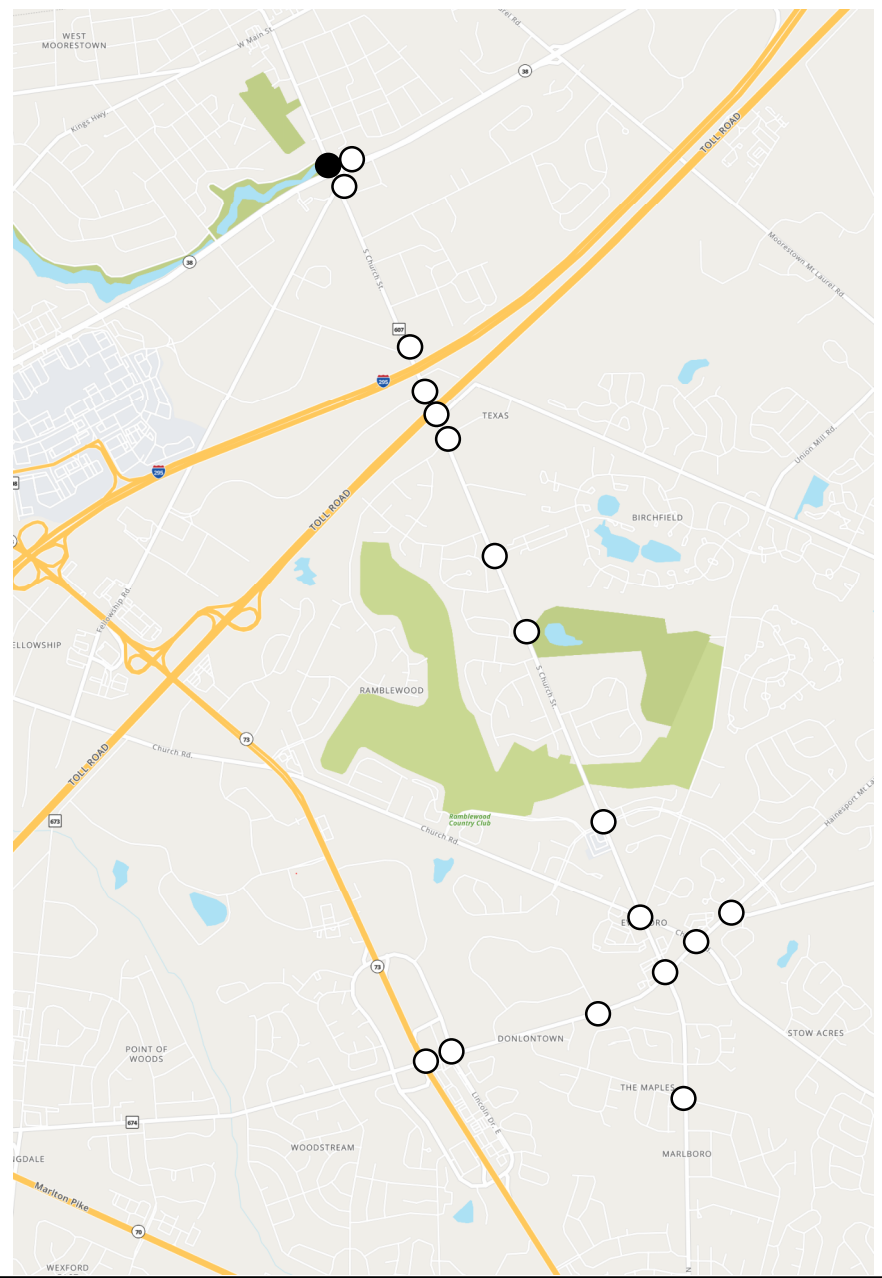 WEST
MOORESTOWN
W Main St.
38
Kings Hwy
TOLL ROAD
38
S Church St.
Moorestown Mt Laurel Rd.
607
295
TEXAS
Union Mill Rd.
295
TOLL ROAD
BIRCHFIELD
Fellowship Rd.
ELLOWSHIP
S Church St.
RAMBLEWOOD
73
Church Rd.
TOLL ROAD
Hainesport Mt La
673
Ramblewood
Country Club
Church Rd.
73
DONLONTOWN
STOW ACRES
POINT OF
WOODS
THE MAPLES
Lincoln Dr. E
674
WOODSTREAM
MARLBORO
NGDALE
Marlton Pike
70
WEXFORD
N